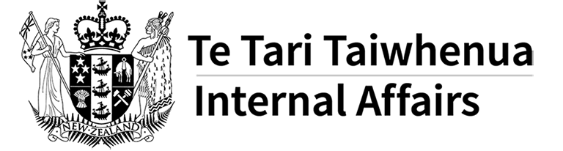 Te Tari Taiwhenua
Internal Affairs
NEW ZEALAND